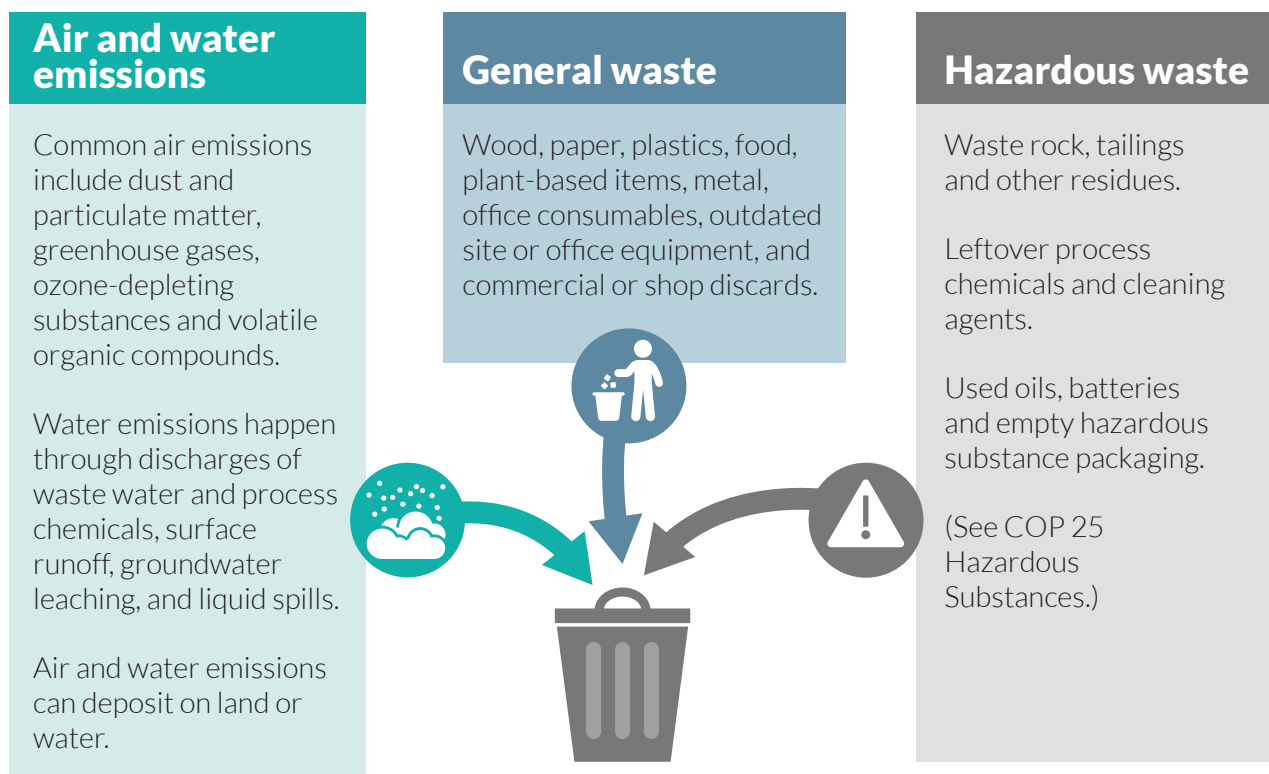 Air and water
emissions
Common air emissions
include dust and
particulate matter,
greenhouse gases,
ozone-depleting
substances and volatile
organic compounds.
Water emissions happen
through discharges of
waste water and process
chemicals, surface
runoff, groundwater
leaching, and liquid spills.
Air and water emissions
can deposit on land or
water.
General waste
Wood, paper, plastics, food,
plant-based items, metal,
office consumables, outdated
site or office equipment, and
commercial or shop discards.
Hazardous waste
Waste rock, tailings
and other residues.
Leftover process
chemicals and cleaning
agents.
Used oils, batteries
and empty hazardous
substance packaging.
(See COP 25
Hazardous
Substances.)